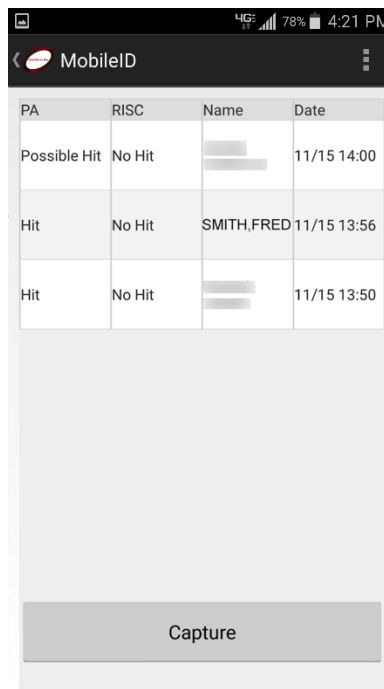 4G 78% 4:21 PM
MobileID
PA RISC Name Date
Possible Hit No Hit 11/15 14:00
Hit No Hit SMITH,FRED 11/15 13:56
Hit No Hit 11/15 13:50
Capture